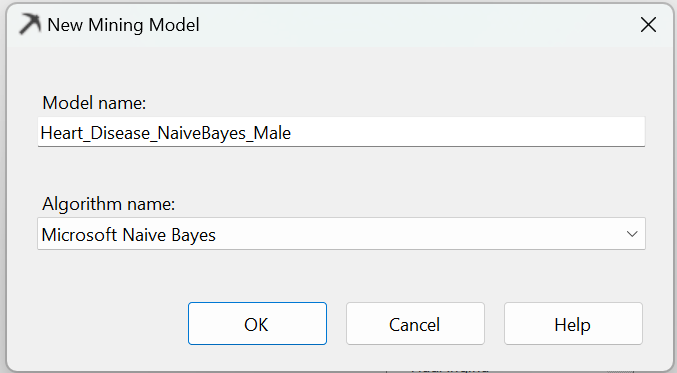 New Mining Model
Model name:
Heart_Disease_NaiveBayes_Male
Algorithm name:
Microsoft Naive Bayes
OK
Cancel
Help